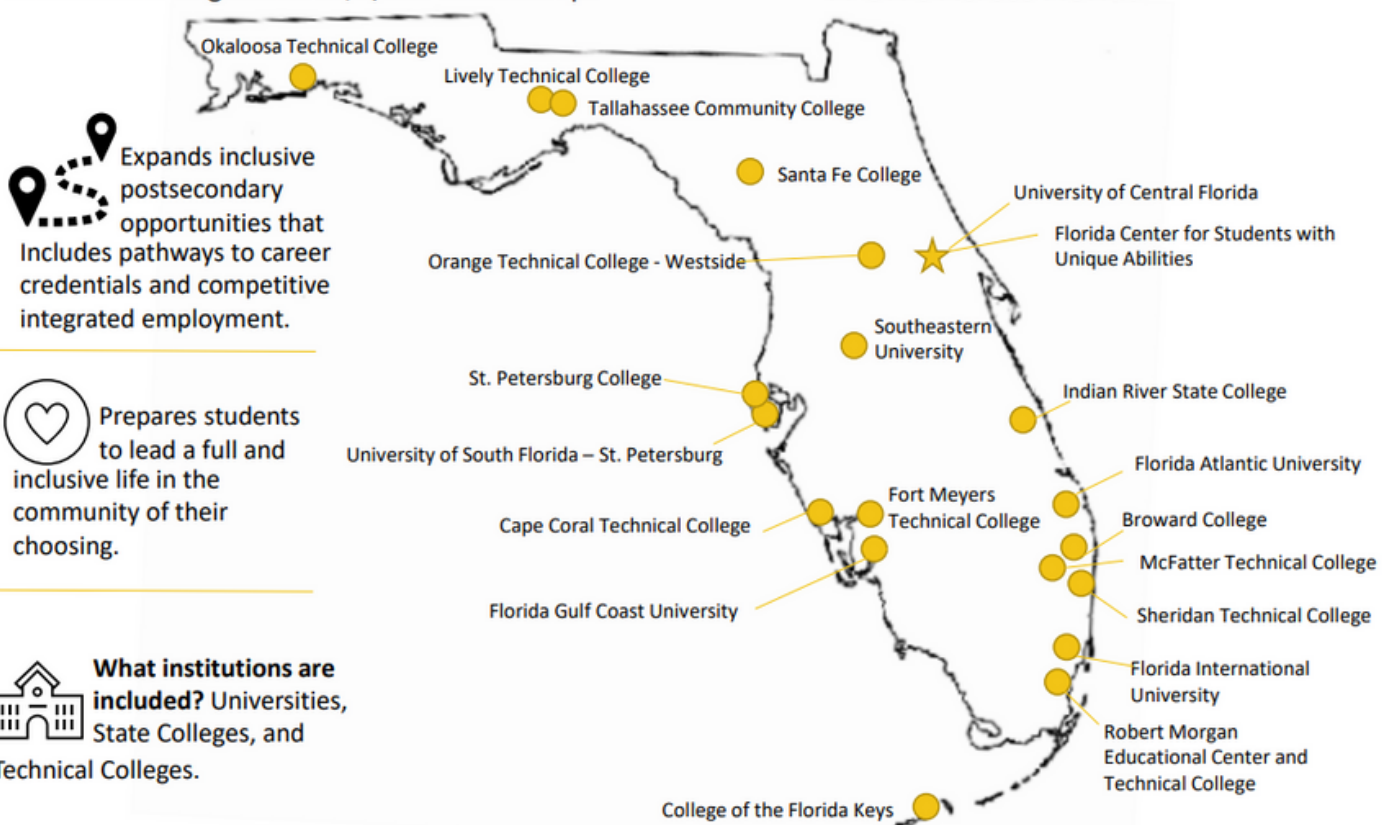 Okaloosa Technical College
Lively Technical College
Tallahassee Community College
Santa Fe College
University of Central Florida
Florida Center for Students with
Unique Abilities
Orange Technical College - Westside
Southeastern
University
St. Petersburg College
University of South Florida – St. Petersburg
Indian River State College
Florida Atlantic University
Fort Meyers
Technical College
Cape Coral Technical College
Broward College
McFatter Technical College
Florida Gulf Coast University
Sheridan Technical College
Florida International
University
Robert Morgan
Educational Center and
Technical College
College of the Florida Keys
Expands inclusive
postsecondary
opportunities that
Includes pathways to career
credentials and competitive
integrated employment.
Prepares students
to lead a full and
inclusive life in the
community of their
choosing.
What institutions are
included? Universities,
State Colleges, and
Technical Colleges.